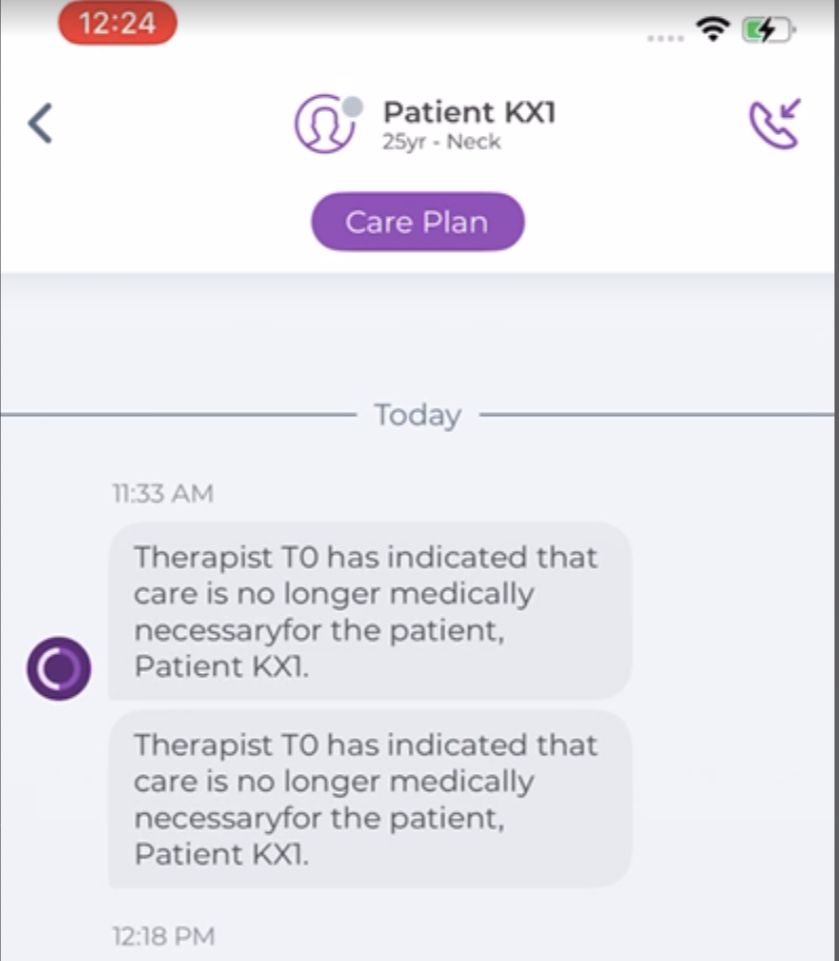 12:24
Patient KX1
25yr - Neck
Care Plan
Today
11:33 AM
Therapist T0 has indicated that
care is no longer medically
necessaryfor the patient,
Patient KX1.
Therapist T0 has indicated that
care is no longer medically
necessaryfor the patient,
Patient KX1.
12:18 PM